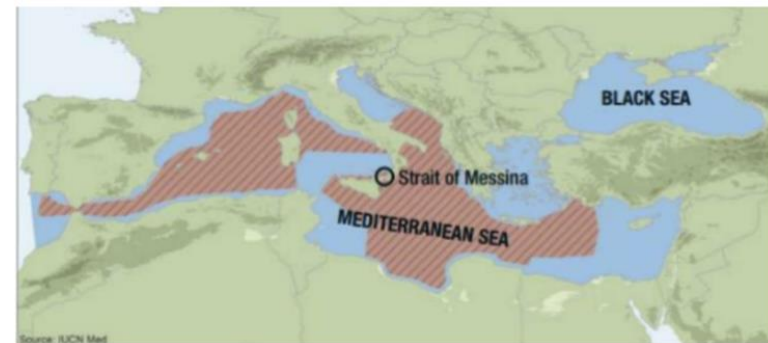 BLACK SEA
Strait of Messina
MEDITERRANEAN SEA
Source: IUCN Med